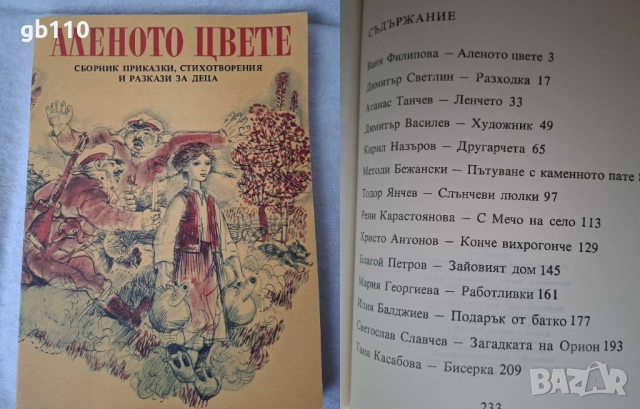 gb110
АЛЕНОТО ЦВЕТЕ
СБОРНИК ПРИКАЗКИ, СТИХОТВОРЕНИЯ
И РАЗКАЗИ ЗА ДЕЦА
СЪДЪРЖАНИЕ
Ваня Филипова — Аленото цвете 3
Димитър Светлин — Разходка 17
Атанас Танчев — Ленчето 33
Димитър Василев — Художник 49
Кирил Назъров — Другарчета 65
Методи Бежански — Пътуване с каменното пате
Тодор Янчев — Слънчеви люлки 97
Рени Карастоянова — С Мечо на село 113
Христо Антонов — Конче вихрогонче 129
Благой Петров — Зайовият дом 145
Мария Георгиева — Работливки 161
Илия Балджиев — Подарък от батко 177
Светослав Славчев — Загадката на Орион 193
Таня Касабова — Бисерка 209
233
BAZAR.bg